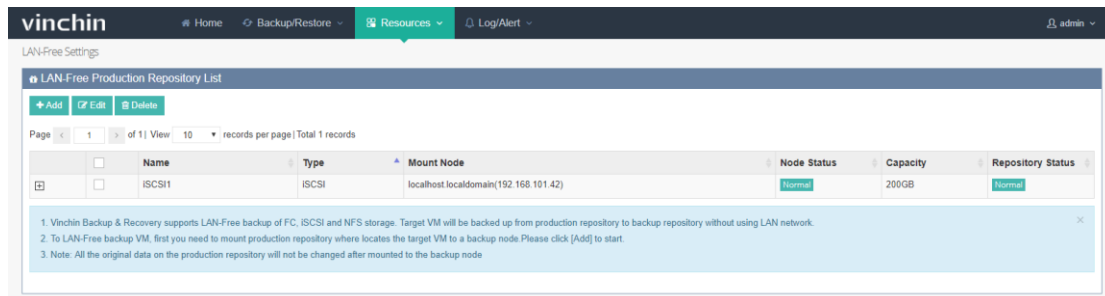 vinchin Home Backup/Restore Resources Log/Alert admin
LAN-Free Settings
LAN-Free Production Repository List
Add Edit Delete
Page 1 of 1| View 10 records per page|Total 1 records
Name Type Mount Node Node Status Capacity Repository Status
iSCSI1 iSCSI localhost.localdomain(192.168.101.42) Normal 200GB Normal
1. Vinchin Backup & Recovery supports LAN-Free backup of FC, iSCSI and NFS storage. Target VM will be backed up from production repository to backup repository without using LAN network.
2. To LAN-Free backup VM, first you need to mount production repository where locates the target VM to a backup node.Please click [Add] to start.
3. Note: All the original data on the production repository will not be changed after mounted to the backup node